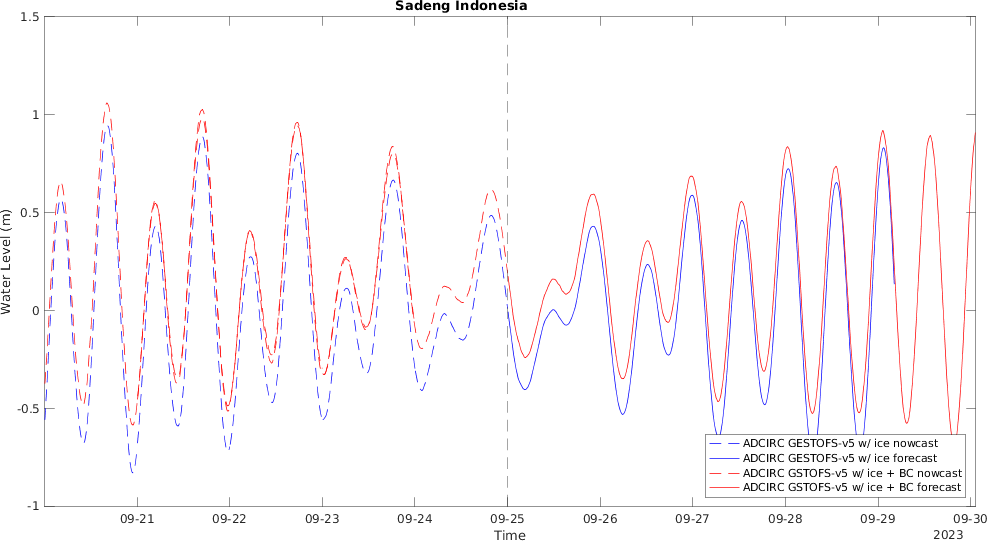 Sadeng Indonesia
1.5
1
0.5
0
-0.5
-1
Water Level (m)
09-21 09-22 09-23 09-24 09-25 09-26 09-27 09-28 09-29 09-30
Time
2023
ADCIRC GESTOFS-v5 w/ ice nowcast
ADCIRC GESTOFS-v5 w/ ice forecast
ADCIRC GSTOFS-v5 w/ ice + BC nowcast
ADCIRC GSTOFS-v5 w/ ice + BC forecast